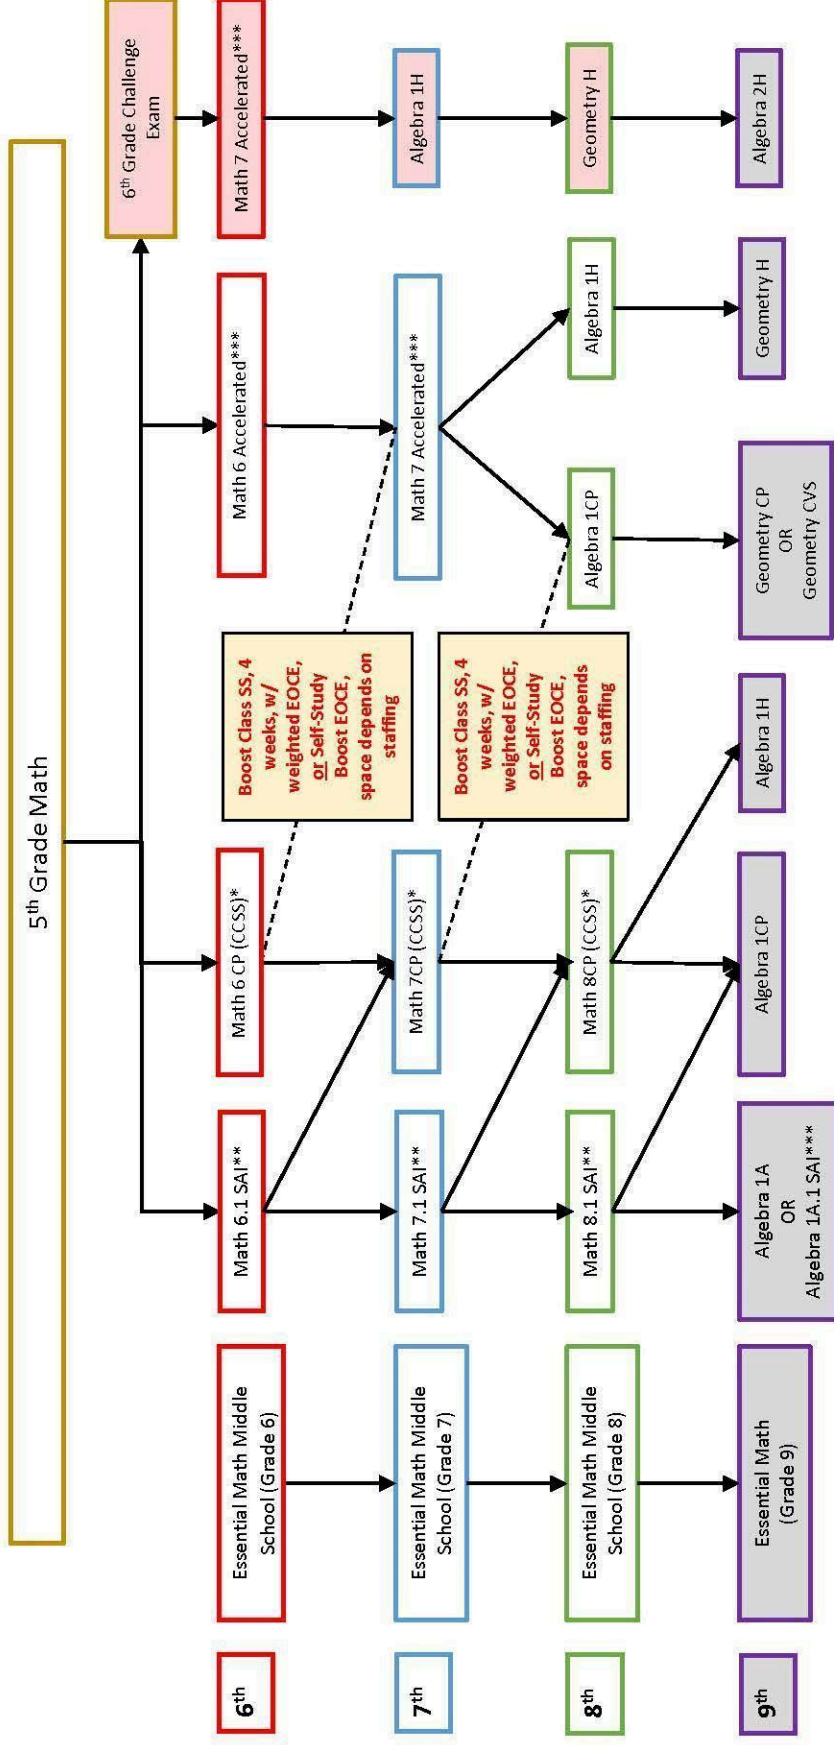 5th Grade Math
6th Grade Challenge
Exam
6th
Essential Math Middle
School (Grade 6)
Math 6.1 SAI**
Math 6 CP (CCSS)*
Math 6 Accelerated***
Math 7 Accelerated***
Boost Class SS, 4
weeks, w/
weighted EOCE,
or Self-Study
Boost EOCE,
space depends on
staffing
7th
Essential Math Middle
School (Grade 7)
Math 7.1 SAI**
Math 7CP (CCSS)*
Math 7 Accelerated***
Algebra 1H
Boost Class SS, 4
weeks, w/
weighted EOCE,
or Self-Study
Boost EOCE,
space depends
on staffing
8th
Essential Math Middle
School (Grade 8)
Math 8.1 SAI**
Math 8CP (CCSS)*
Algebra 1CP
Algebra 1H
Geometry H
9th
Essential Math
(Grade 9)
Algebra 1A
OR
Algebra 1A.1 SAI***
Algebra 1CP
Algebra 1H
Geometry CP
OR
Geometry CVS
Geometry H
Algebra 2H